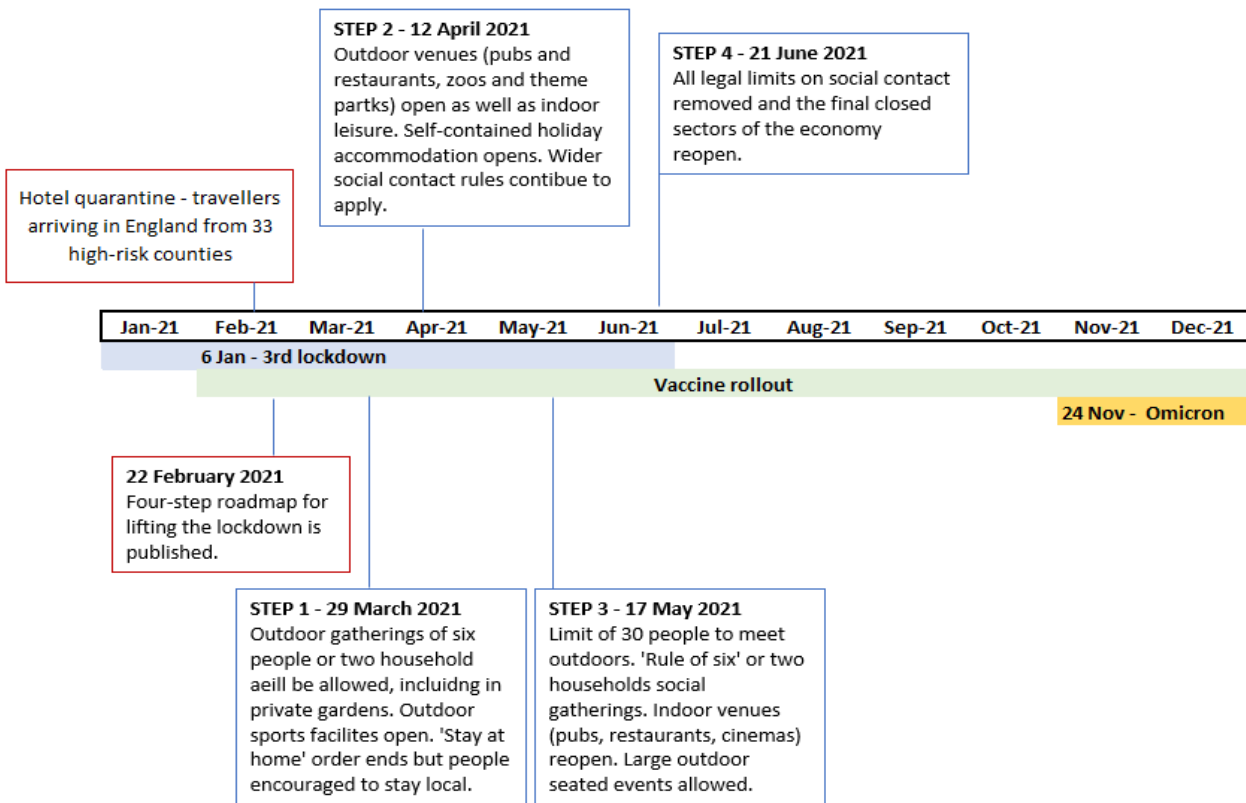 STEP 2 - 12 April 2021
Outdoor venues (pubs and
restaurants, zoos and theme
partks) open as well as indoor
leisure. Self-contained holiday
accommodation opens. Wider
social contact rules contibue to
apply.
STEP 4 - 21 June 2021
All legal limits on social contact
removed and the final closed
sectors of the economy
reopen.
Hotel quarantine - travellers
arriving in England from 33
high-risk counties
Jan-21 Feb-21 Mar-21 Apr-21 May-21 Jun-21 Jul-21 Aug-21 Sep-21 Oct-21 Nov-21 Dec-21
6 Jan - 3rd lockdown
Vaccine rollout
24 Nov - Omicron
22 February 2021
Four-step roadmap for
lifting the lockdown is
published.
STEP 1 - 29 March 2021
Outdoor gatherings of six
people or two household
aeill be allowed, incluidng in
private gardens. Outdoor
sports facilites open. 'Stay at
home' order ends but people
encouraged to stay local.
STEP 3 - 17 May 2021
Limit of 30 people to meet
outdoors. 'Rule of six' or two
households social
gatherings. Indoor venues
(pubs, restaurants, cinemas)
reopen. Large outdoor
seated events allowed.